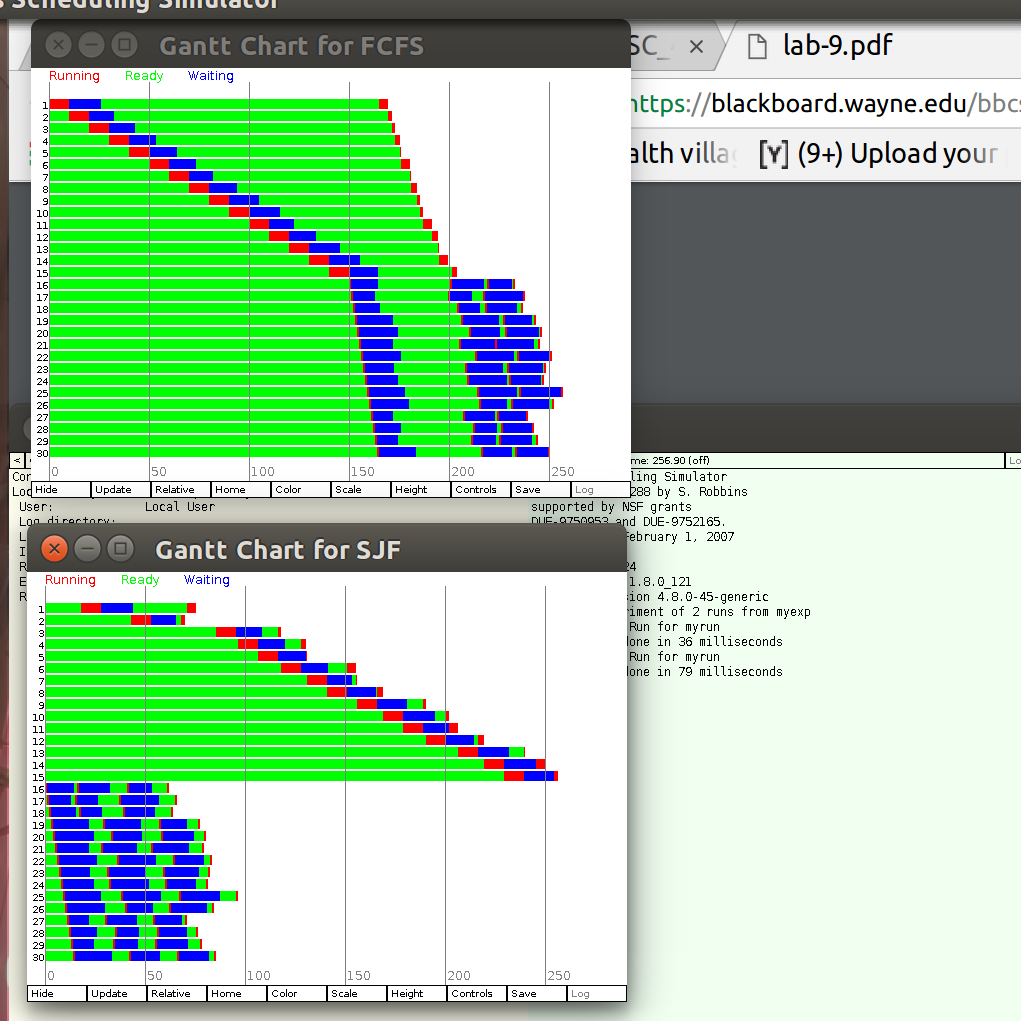 s Scheduling Simulator
Gantt Chart for FCFS
SC_
lab-9.pdf
Running Ready Waiting
https://blackboard.wayne.edu/bbcs
alth villa
[Y] (9+) Upload your
1
2
3
4
5
6
7
8
9
10
11
12
13
14
15
16
17
18
19
20
21
22
23
24
25
26
27
28
29
30
0 50 100 150 200 250
Hide Update Relative Home Color Scale Height Controls Save Log
< me: 256.90 (off) Lo
Con ling Simulator
Loc 288 by S. Robbins
User: Local User supported by NSF grants
Log directory: DUE-9750953 and DUE-9752165.
L ebruary 1, 2007
Gantt Chart for SJF
I
R 24
E 1.8.0_121
R sion 4.8.0-45-generic
Running Ready Waiting
riment of 2 runs from myexp
Run for myrun
done in 36 milliseconds
Run for myrun
done in 79 milliseconds
1
2
3
4
5
6
7
8
9
10
11
12
13
14
15
16
17
18
19
20
21
22
23
24
25
26
27
28
29
30
0 50 100 150 200 250
Hide Update Relative Home Color Scale Height Controls Save Log